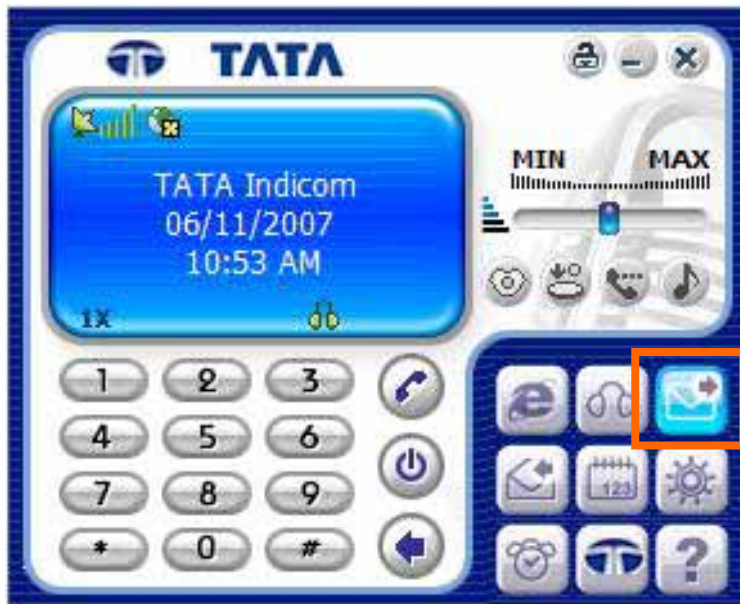 TATA
TATA Indicom
06/11/2007
10:53 AM
1X
MIN MAX
1 2 3
4 5 6
7 8 9
* 0 #
123
?